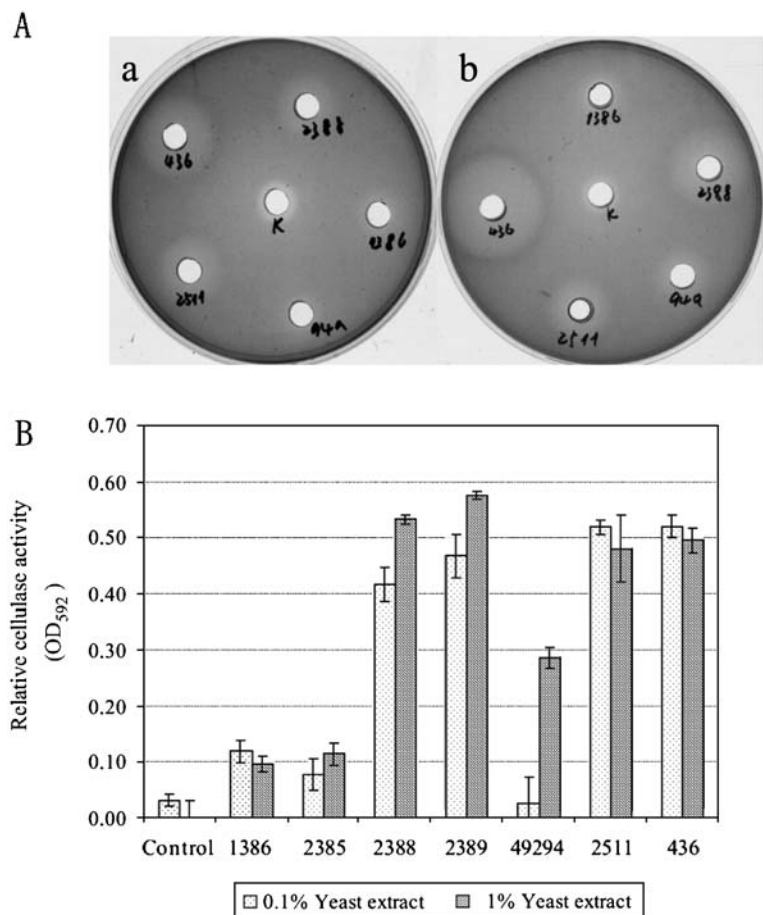 A
a
b
2388
436
K
2511
949
1386
2388
436
K
949
2511
B
Relative cellulase activity
(OD592)
0.70
0.60
0.50
0.40
0.30
0.20
0.10
0.00
Control 1386 2385 2388 2389 49294 2511 436
0.1% Yeast extract 1% Yeast extract